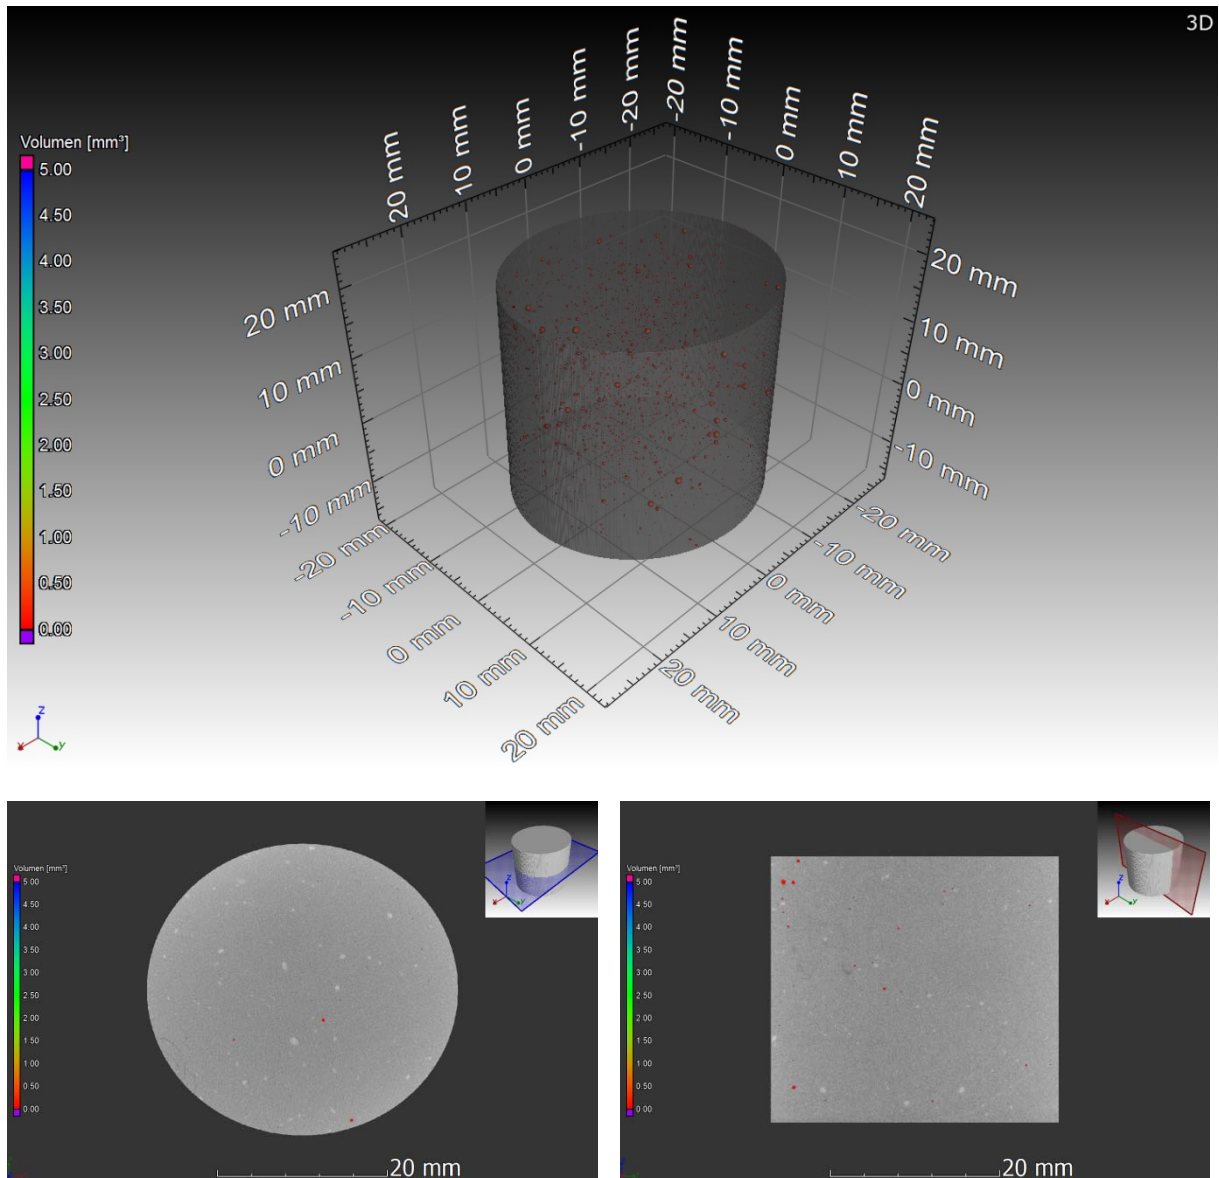 3D
-20 mm
-10 mm
0 mm
10 mm
20 mm
-20 mm
-10 mm
0 mm
10 mm
20 mm
Volumen [mm³]
5.00
4.50
4.00
3.50
3.00
2.50
2.00
1.50
1.00
0.50
0.00
20 mm
10 mm
0 mm
-10 mm
20 mm
10 mm
0 mm
-10 mm
-20 mm
-10 mm
0 mm
10 mm
20 mm
-20 mm
-10 mm
0 mm
10 mm
20 mm
z
x
y
Volumen [mm³]
5 00
4 50
4 00
3 50
3 00
2 50
2 00
1 50
1 00
0 50
0 00
z
x
y
20 mm
Volumen [mm³]
5 00
4 50
4 00
3 50
3 00
2 50
2 00
1 50
1 00
0 50
0 00
z
x
y
20 mm